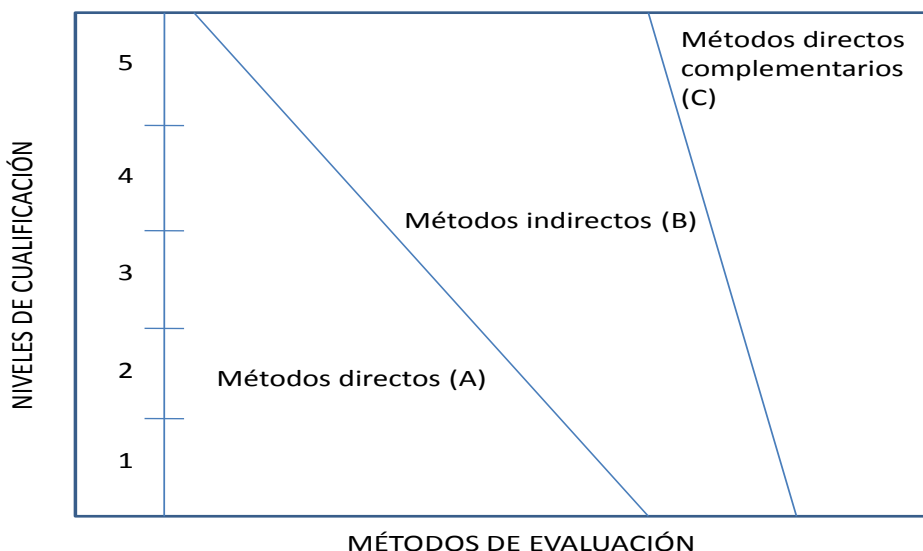 NIVELES DE CUALIFICACIÓN
5
4
3
2
1
Métodos directos
complementarios
(C)
Métodos indirectos (B)
Métodos directos (A)
MÉTODOS DE EVALUACIÓN